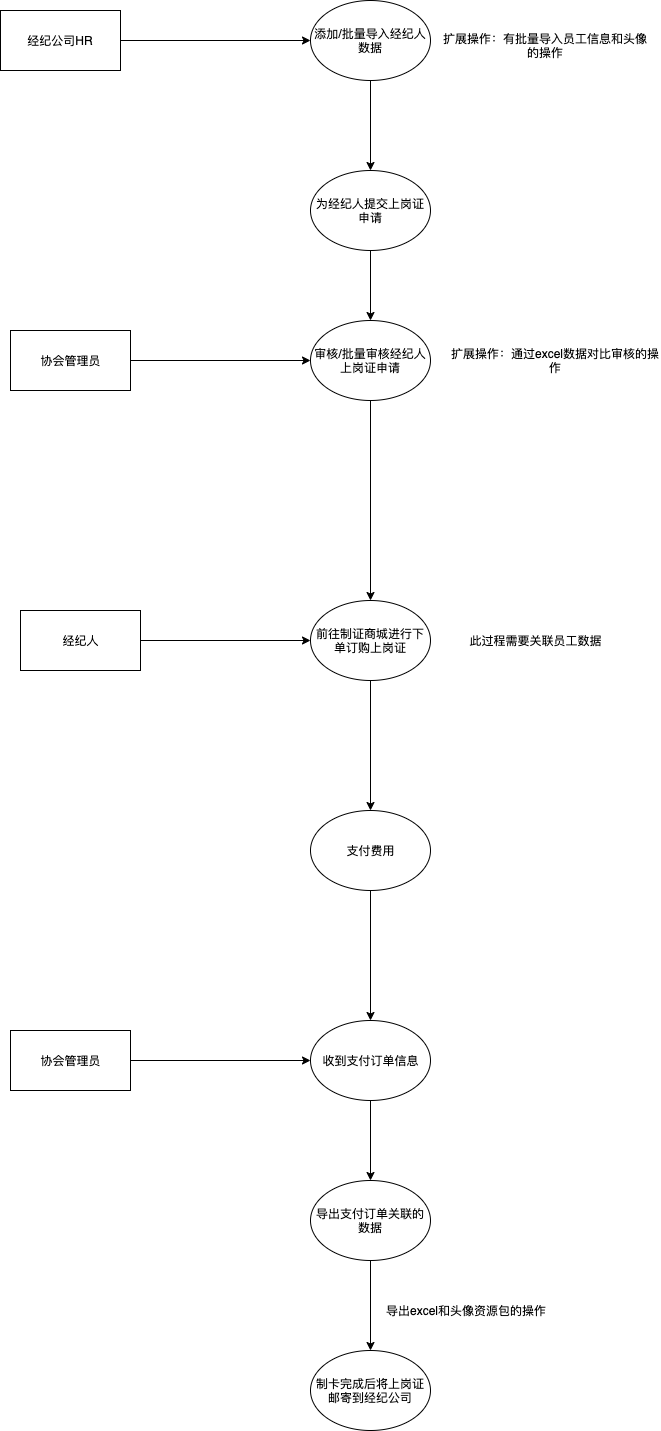 经纪公司HR
添加/批量导入经纪人
数据
扩展操作：有批量导入员工信息和头像
的操作
为经纪人提交上岗证
申请
协会管理员
审核/批量审核经纪人
上岗证申请
扩展操作：通过excel数据对比审核的操
作
经纪人
前往制证商城进行下
单订购上岗证
此过程需要关联员工数据
支付费用
协会管理员
收到支付订单信息
导出支付订单关联的
数据
导出excel和头像资源包的操作
制卡完成后将上岗证
邮寄到经纪公司